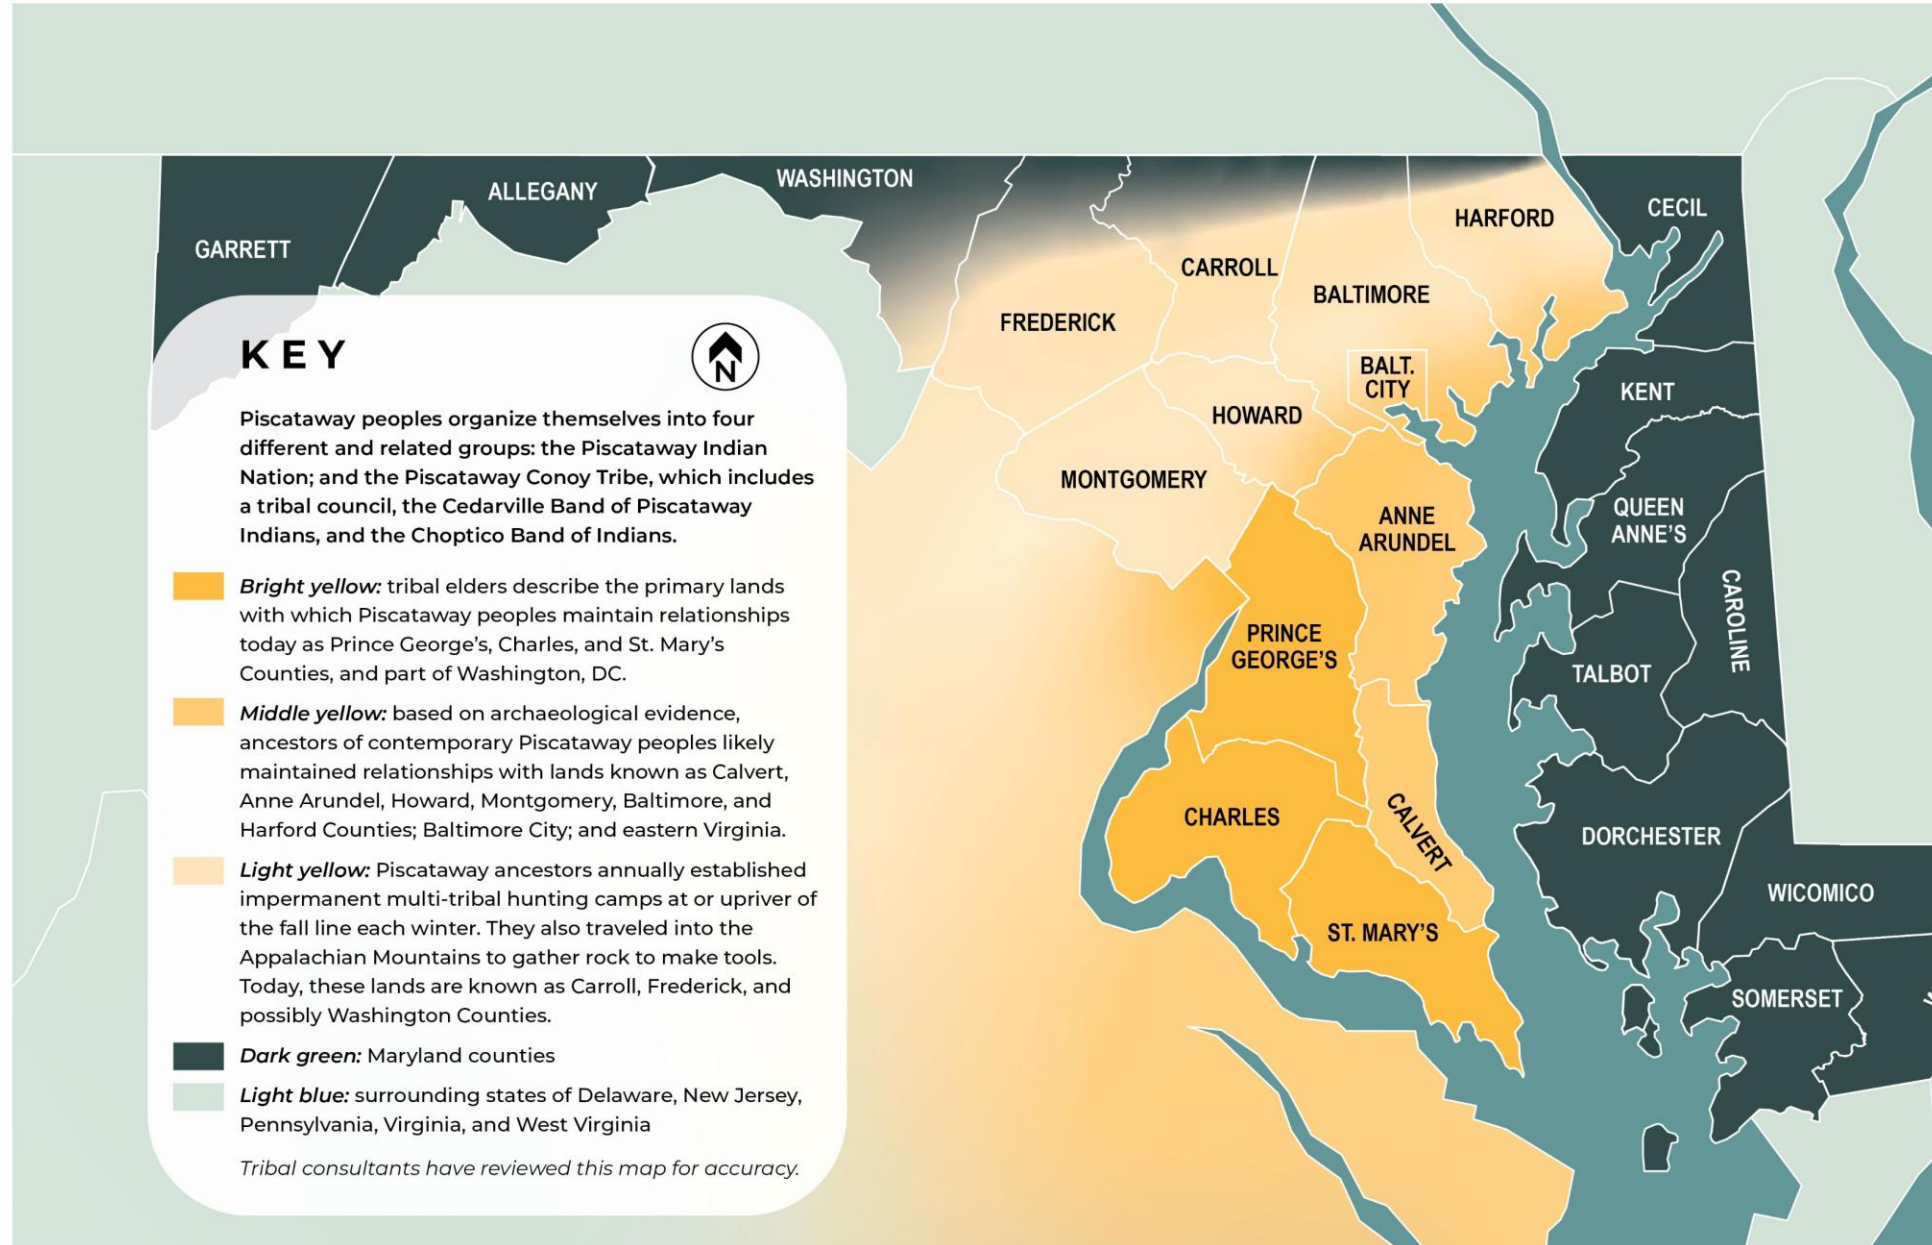 WASHINGTON
ALLEGANY
GARRETT
HARFORD
CECIL
CARROLL
BALTIMORE
FREDERICK
BALT.
CITY
KENT
HOWARD
MONTGOMERY
QUEEN
ANNE'S
ANNE
ARUNDEL
CAROLINE
PRINCE
GEORGE'S
TALBOT
CHARLES
CALVERT
DORCHESTER
WICOMICO
ST. MARY'S
SOMERSET
KEY
N
Piscataway peoples organize themselves into four
different and related groups: the Piscataway Indian
Nation; and the Piscataway Conoy Tribe, which includes
a tribal council, the Cedarville Band of Piscataway
Indians, and the Choptico Band of Indians.
Bright yellow: tribal elders describe the primary lands
with which Piscataway peoples maintain relationships
today as Prince George's, Charles, and St. Mary's
Counties, and part of Washington, DC.
Middle yellow: based on archaeological evidence,
ancestors of contemporary Piscataway peoples likely
maintained relationships with lands known as Calvert,
Anne Arundel, Howard, Montgomery, Baltimore, and
Harford Counties; Baltimore City; and eastern Virginia.
Light yellow: Piscataway ancestors annually established
impermanent multi-tribal hunting camps at or upriver of
the fall line each winter. They also traveled into the
Appalachian Mountains to gather rock to make tools.
Today, these lands are known as Carroll, Frederick, and
possibly Washington Counties.
Dark green: Maryland counties
Light blue: surrounding states of Delaware, New Jersey,
Pennsylvania, Virginia, and West Virginia
Tribal consultants have reviewed this map for accuracy.